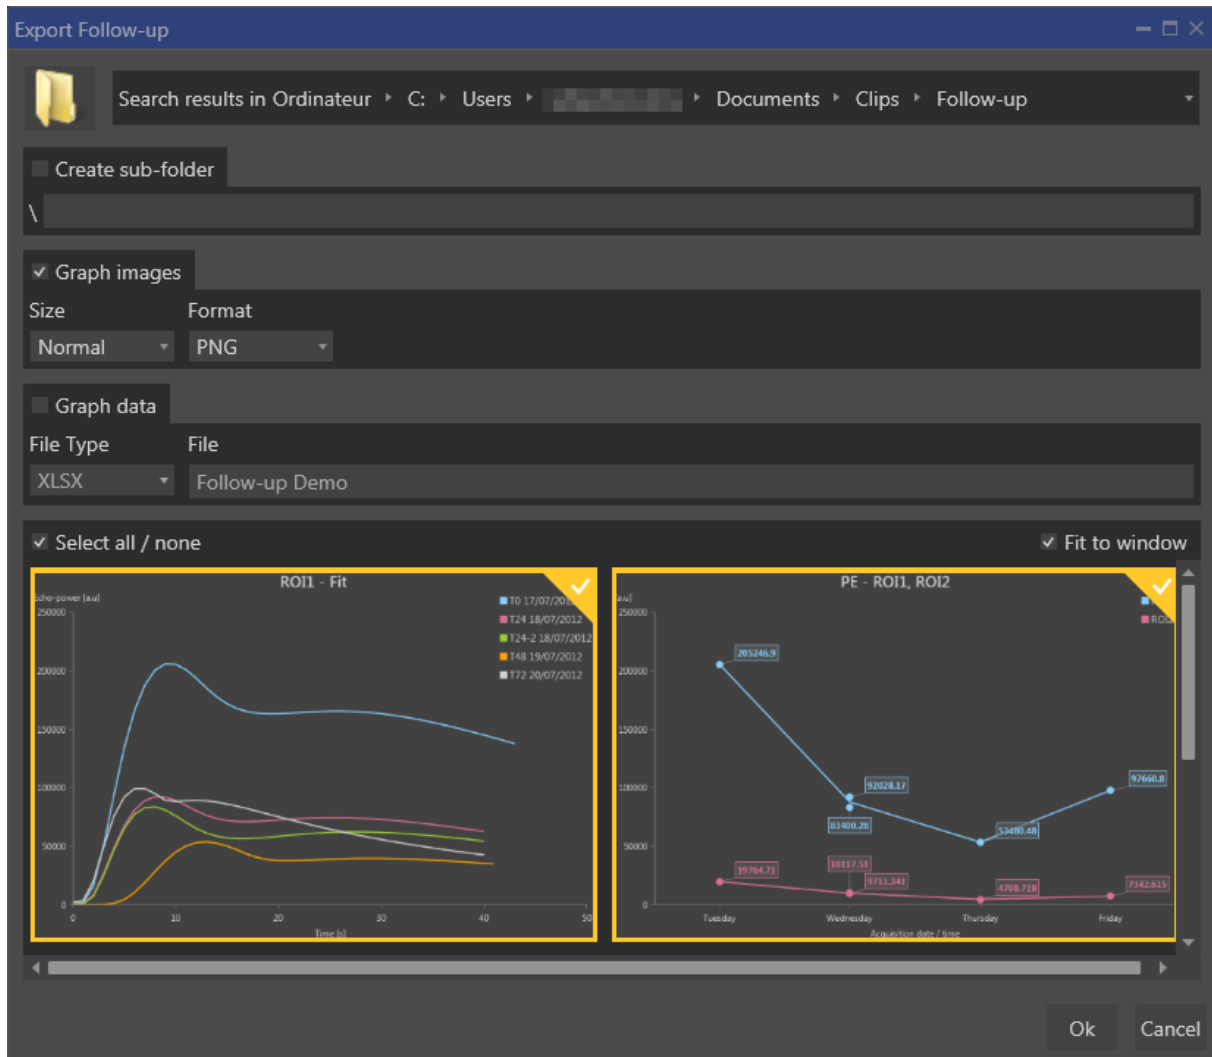 Export Follow-up
Search results in Ordinateur ▸ C: ▸ Users ▸ ▸ Documents ▸ Clips ▸ Follow-up
Create sub-folder
\
Graph images
Size Format
Normal PNG
Graph data
File Type File
XLSX Follow-up Demo
Select all / none Fit to window
ROI1 - Fit
Echo-power [a.u]
T0 17/07/2012
T24 18/07/2012
T24-2 18/07/2012
T48 19/07/2012
T72 20/07/2012
250000
200000
150000
100000
50000
0
0 10 20 30 40 50
Time [s]
PE - ROI1, ROI2
[a.u]
250000
200000
150000
100000
50000
0
205246.9
92028.17
83400.28
53480.48
97660.8
19764.71
10117.51
9711.341
4708.718
7342.615
Tuesday Wednesday Thursday Friday
Acquisition date / time
Ok Cancel